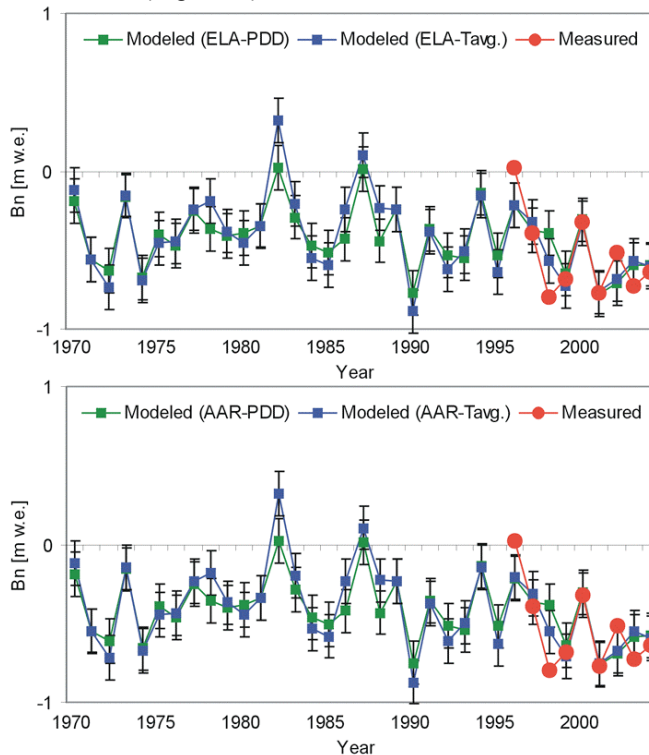 1
Modeled (ELA-PDD) Modeled (ELA-Tavg.) Measured
Bn [m w.e.]
0
-1
1970 1975 1980 1985 1990 1995 2000
Year
1
Modeled (AAR-PDD) Modeled (AAR-Tavg.) Measured
Bn [m w.e.]
0
-1
1970 1975 1980 1985 1990 1995 2000
Year